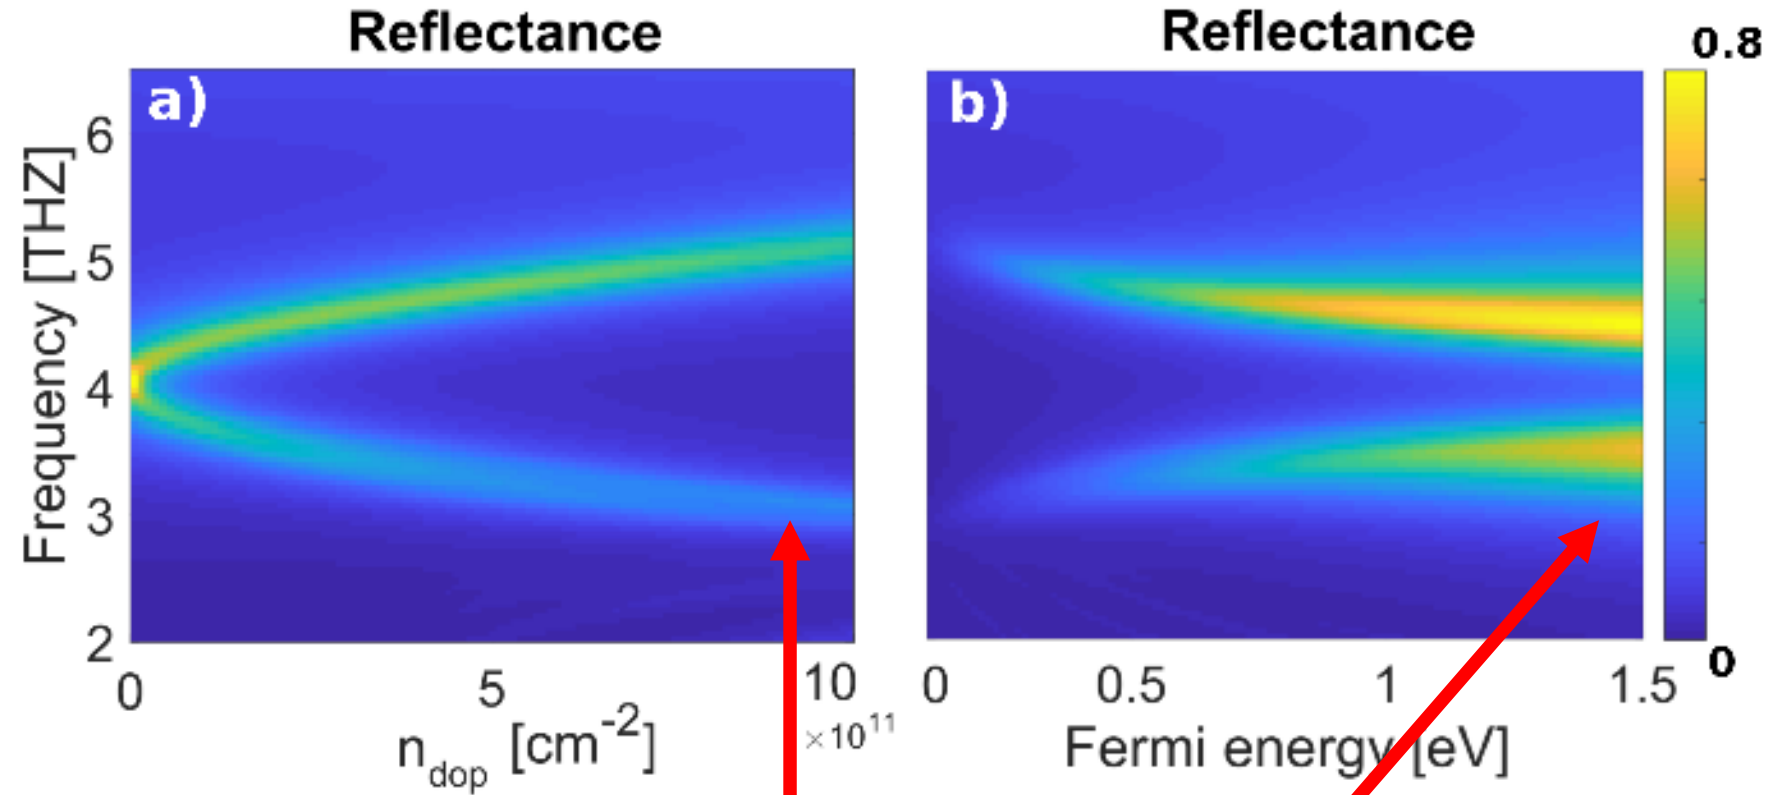 Reflectance
Reflectance
0.8
a)
b)
6
5
4
3
2
Frequency [THZ]
0
5
10
×10¹¹
n_dop [cm⁻²]
0
0.5
1
1.5
0
Fermi energy [eV]